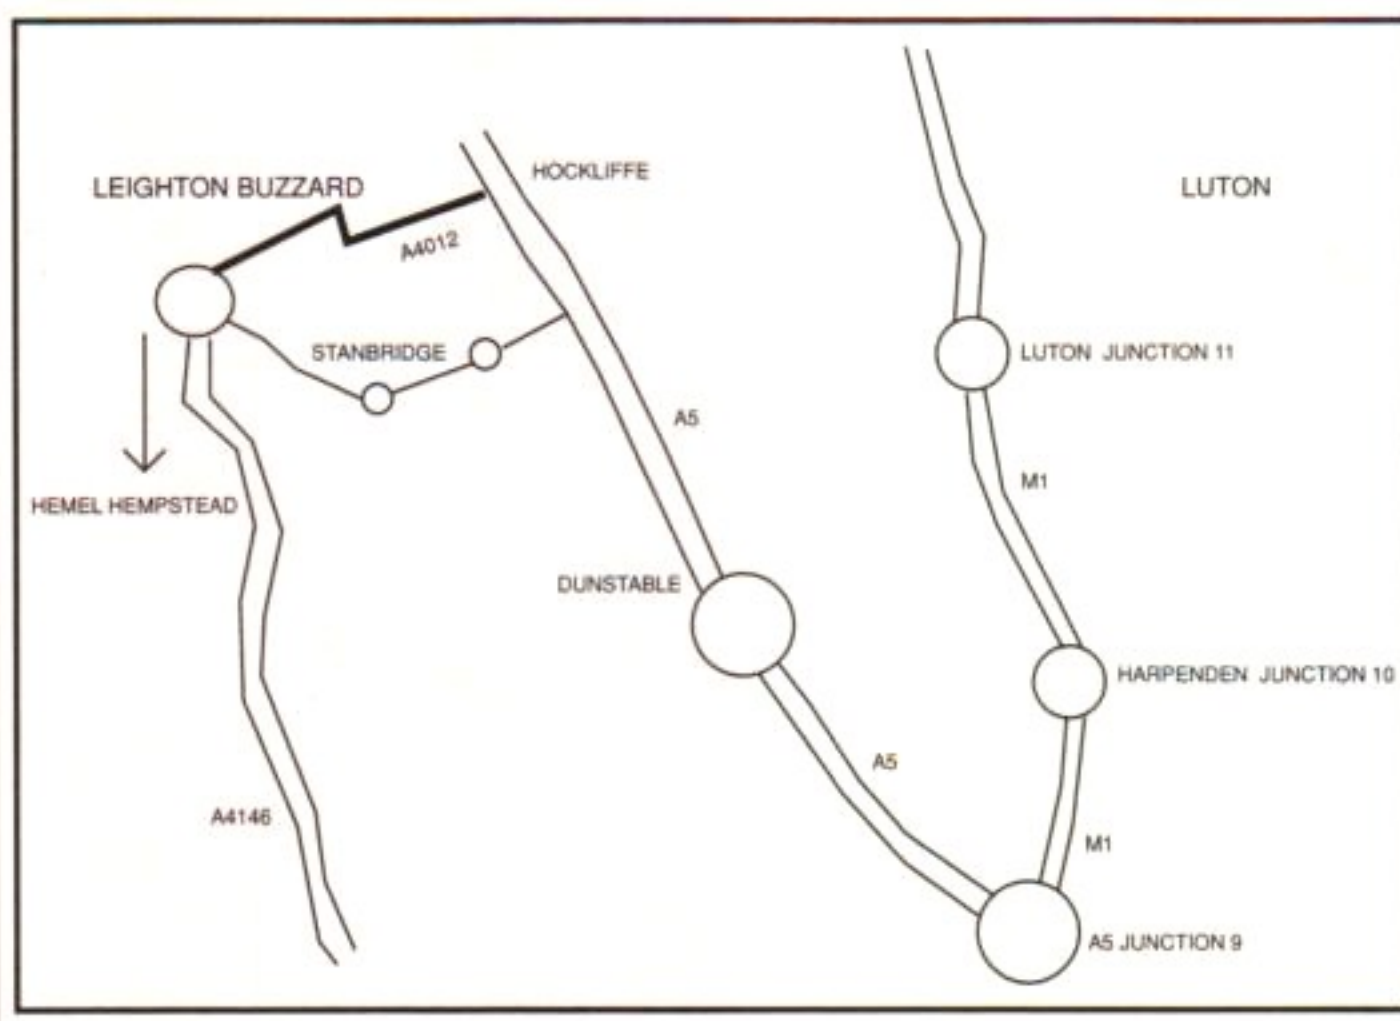 HOCKLIFFE
LEIGHTON BUZZARD
LUTON
A4012
STANBRIDGE
LUTON JUNCTION 11
A5
M1
HEMEL HEMPSTEAD
DUNSTABLE
HARPENDEN JUNCTION 10
A5
A4146
M1
A5 JUNCTION 9